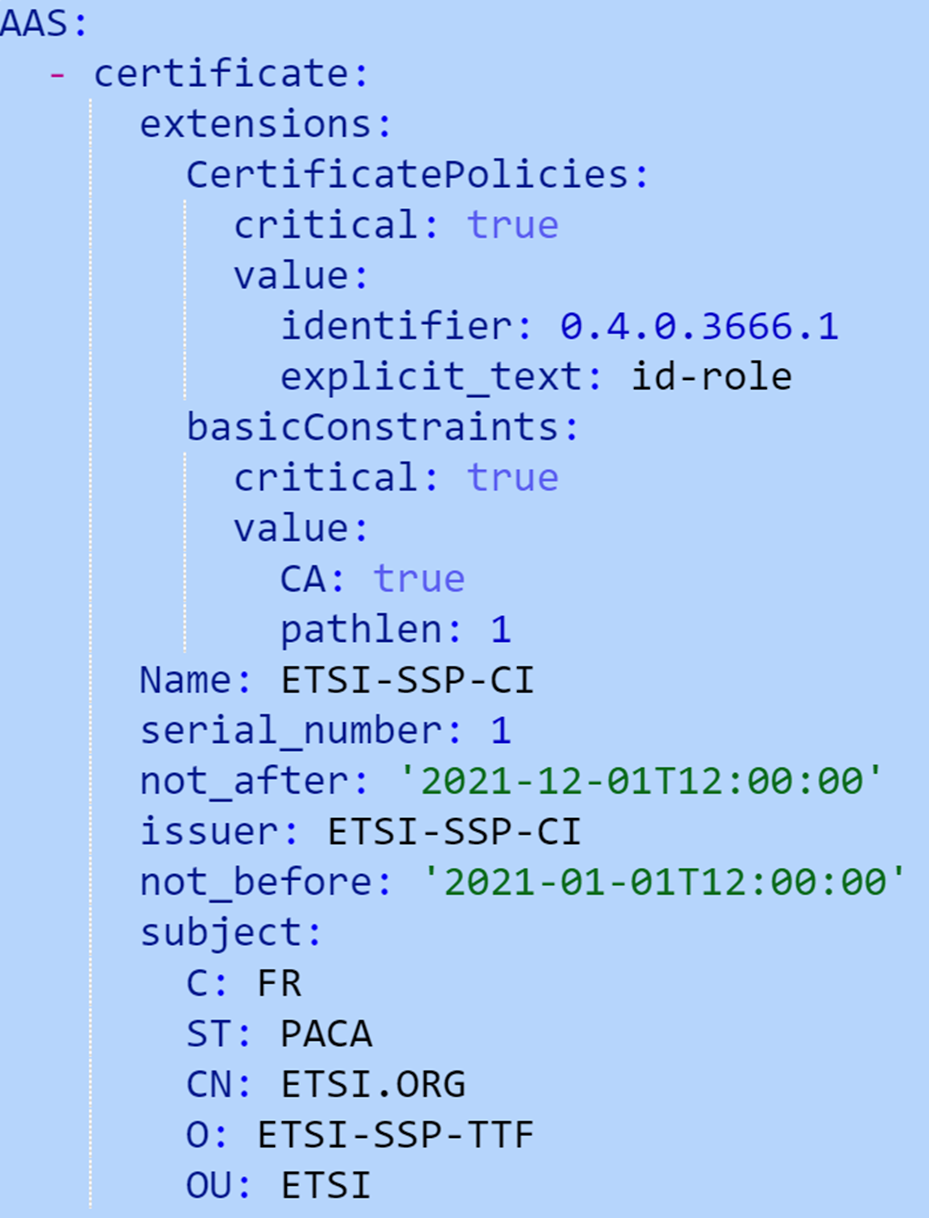 AAS:
  - certificate:
      extensions:
        CertificatePolicies:
          critical: true
          value:
            identifier: 0.4.0.3666.1
            explicit_text: id-role
        basicConstraints:
          critical: true
          value:
            CA: true
            pathlen: 1
      Name: ETSI-SSP-CI
      serial_number: 1
      not_after: '2021-12-01T12:00:00'
      issuer: ETSI-SSP-CI
      not_before: '2021-01-01T12:00:00'
      subject:
        C: FR
        ST: PACA
        CN: ETSI.ORG
        O: ETSI-SSP-TTF
        OU: ETSI